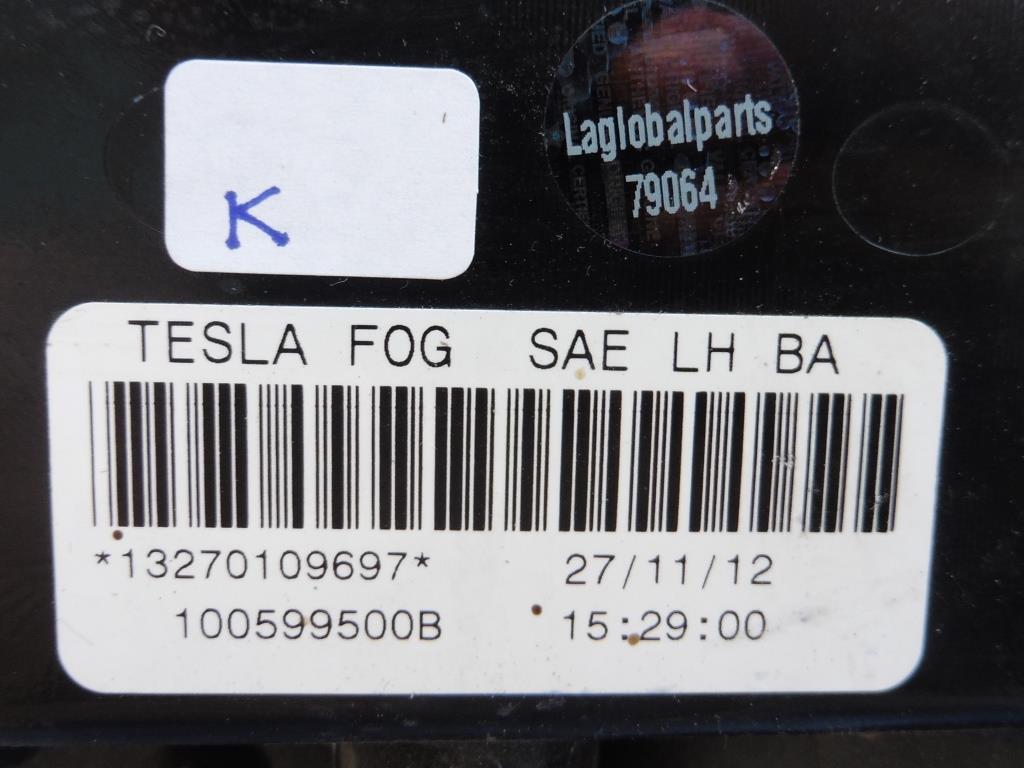 K
Laglobalparts
79064
TESLA FOG SAE LH BA
*13270109697* 27/11/12
100599500B 15:29:00